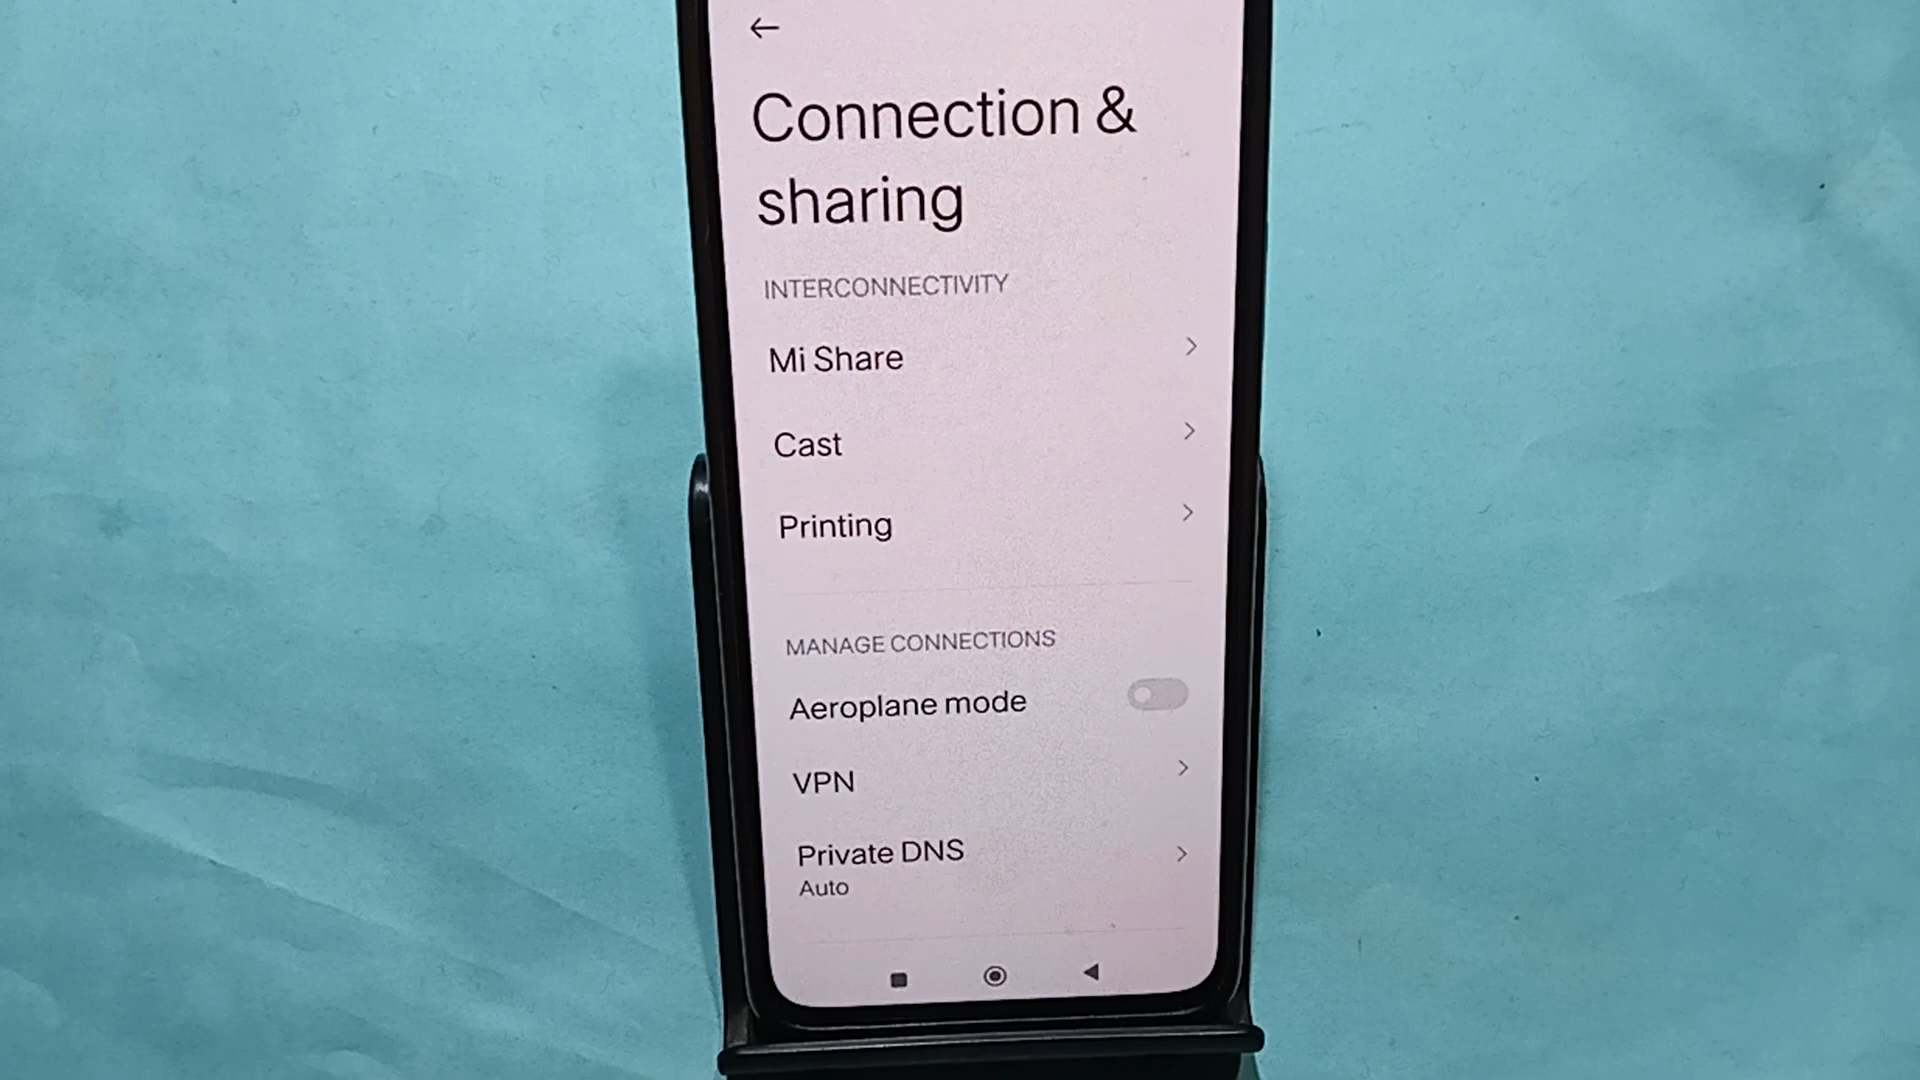 Connection &
sharing
INTERCONNECTIVITY
Mi Share
Cast
Printing
MANAGE CONNECTIONS
Aeroplane mode
VPN
Private DNS
Auto